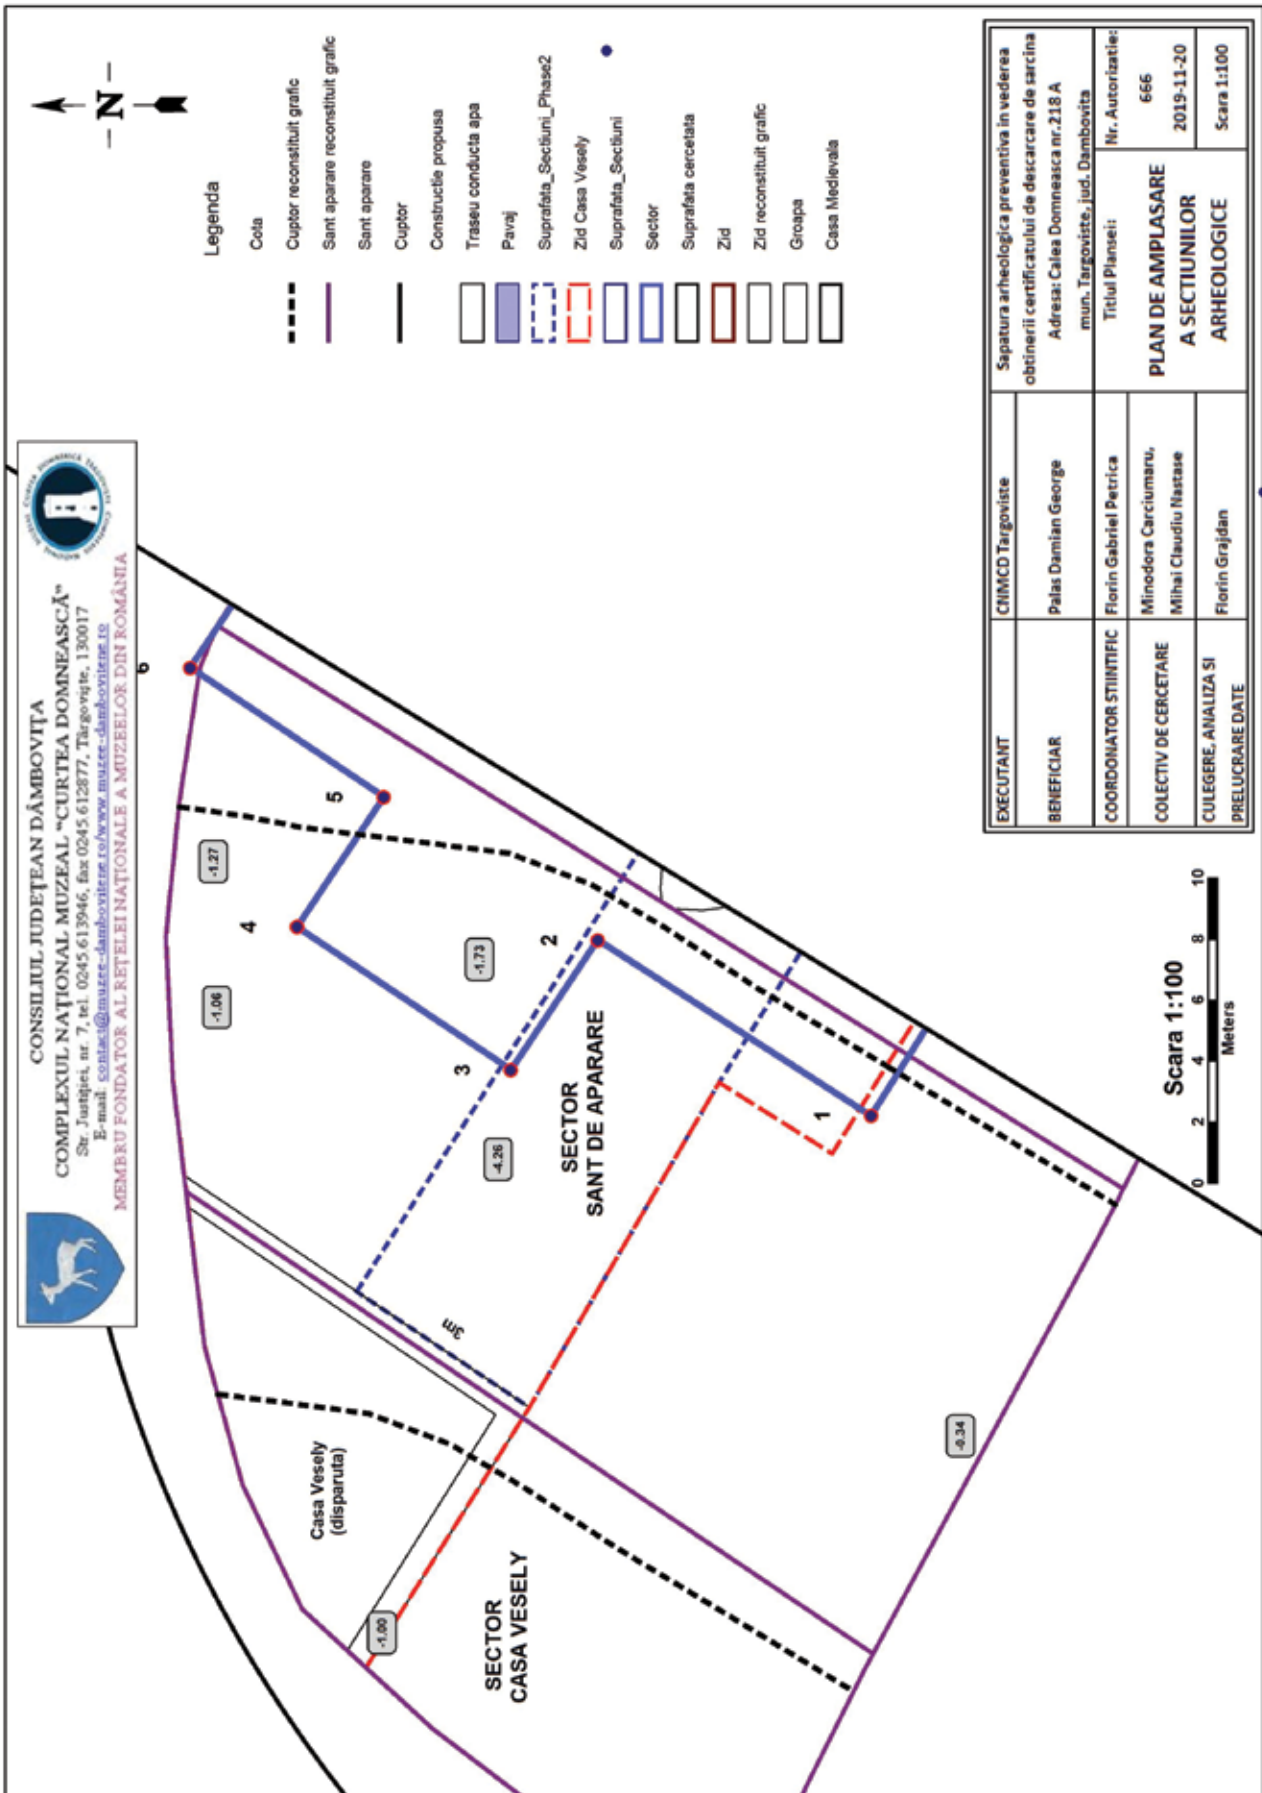 CONSILIUL JUDEȚEAN DÂMBOVIȚA
COMPLEXUL NAȚIONAL MUZEAL "CURTEA DOMNEASCĂ"
Str. Justiției, nr. 7, tel. 0245.613946, fax 0245.612877, Târgoviște, 130017
E-mail: contact@muzee-dambovitene.ro/www.muzee-dambovitene.ro
MEMBRU FONDATOR AL REȚELEI NAȚIONALE A MUZEELOR DIN ROMÂNIA
N
Legenda
Cota
Cuptor reconstituit grafic
Sant aparare reconstituit grafic
Sant aparare
Cuptor
Constructie propusa
Traseu conducta apa
Pavaj
Suprafata_Sectiuni_Phase2
Zid Casa Vesely
Suprafata_Sectiuni
Sector
Suprafata cercetata
Zid
Zid reconstituit grafic
Groapa
Casa Medievala
6
5
4
3
2
1
-1.27
-1.06
-1.73
-4.26
-1.00
-0.34
3m
Casa Vesely
(disparuta)
SECTOR
CASA VESELY
SECTOR
SANT DE APARARE
Scara 1:100
0 2 4 6 8 10
Meters
EXECUTANT
CNMCD Targoviste
BENEFICIAR
Palas Damian George
COORDONATOR STIINTIFIC
Florin Gabriel Petrica
COLECTIV DE CERCETARE
Minodora Carciumaru,
Mihai Claudiu Nastase
CULEGERE, ANALIZA SI
PRELUCRARE DATE
Florin Grajdan
Sapatura arheologica preventiva in vederea
obtinerii certificatului de descarcare de sarcina
Adresa: Calea Domneasca nr.218 A
mun. Targoviste, jud. Dambovita
Titlul Plansei:
PLAN DE AMPLASARE
A SECTIUNILOR
ARHEOLOGICE
Nr. Autorizatie:
666
2019-11-20
Scara 1:100